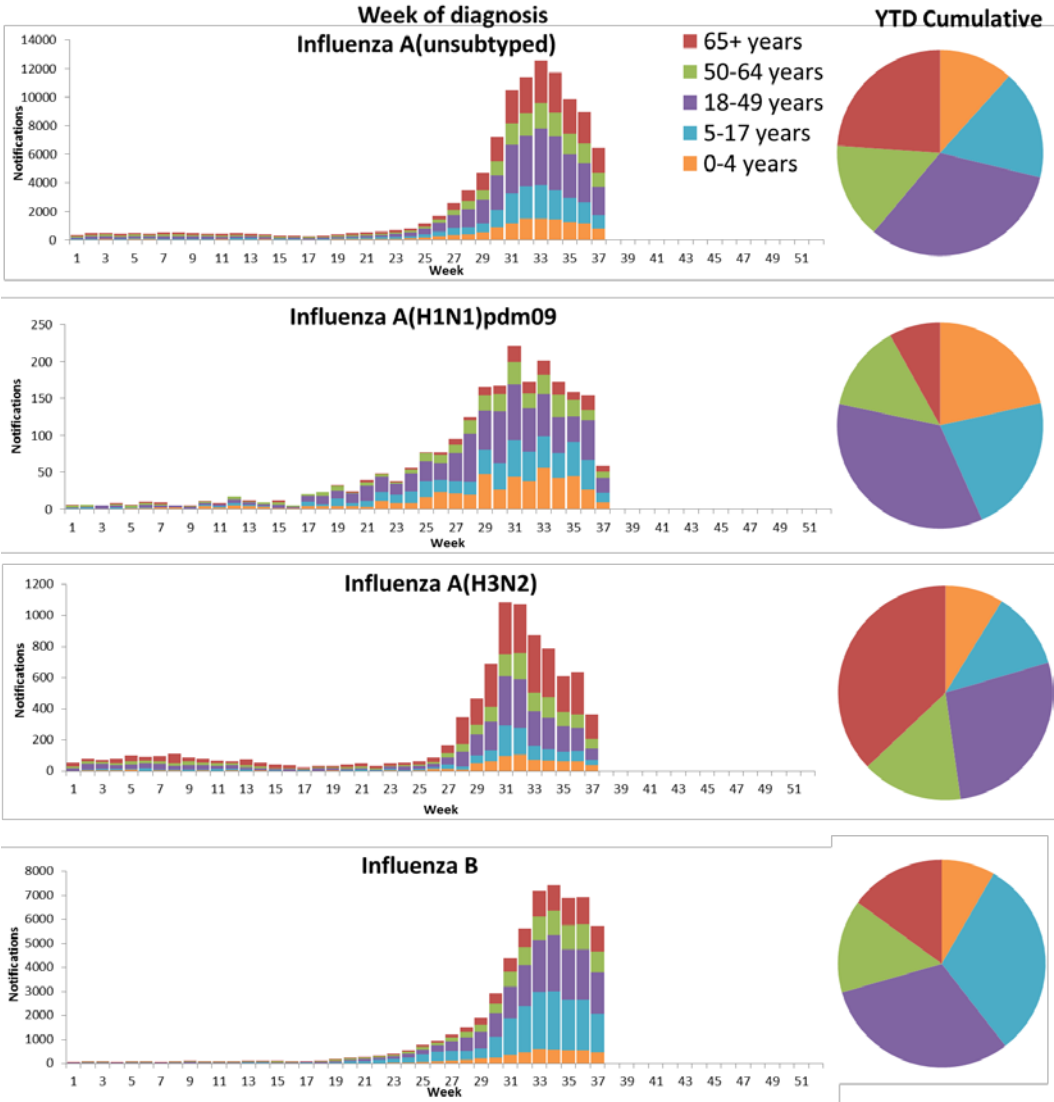 Week of diagnosis
YTD Cumulative
Influenza A(unsubtyped)
65+ years
50-64 years
18-49 years
5-17 years
0-4 years
Notifications
14000
12000
10000
8000
6000
4000
2000
0
1 3 5 7 9 11 13 15 17 19 21 23 25 27 29 31 33 35 37 39 41 43 45 47 49 51
Week
Influenza A(H1N1)pdm09
Notifications
250
200
150
100
50
0
1 3 5 7 9 11 13 15 17 19 21 23 25 27 29 31 33 35 37 39 41 43 45 47 49 51
Week
Influenza A(H3N2)
Notifications
1200
1000
800
600
400
200
0
1 3 5 7 9 11 13 15 17 19 21 23 25 27 29 31 33 35 37 39 41 43 45 47 49 51
Week
Influenza B
Notifications
8000
7000
6000
5000
4000
3000
2000
1000
0
1 3 5 7 9 11 13 15 17 19 21 23 25 27 29 31 33 35 37 39 41 43 45 47 49 51
Week